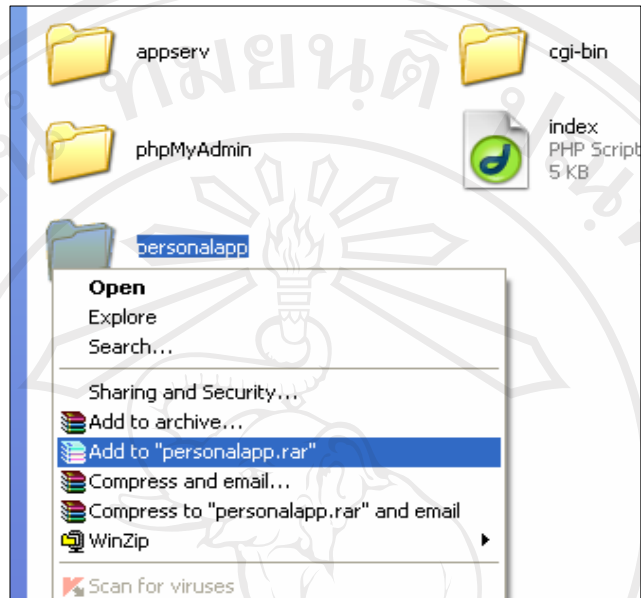 appserv
cgi-bin
phpMyAdmin
index
PHP Script
5 KB
personalapp
Open
Explore
Search...
Sharing and Security...
Add to archive...
Add to "personalapp.rar"
Compress and email...
Compress to "personalapp.rar" and email
WinZip
Scan for viruses